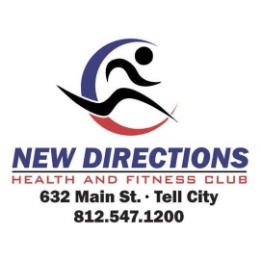 NEW DIRECTIONS
HEALTH AND FITNESS CLUB
632 Main St. · Tell City
812.547.1200